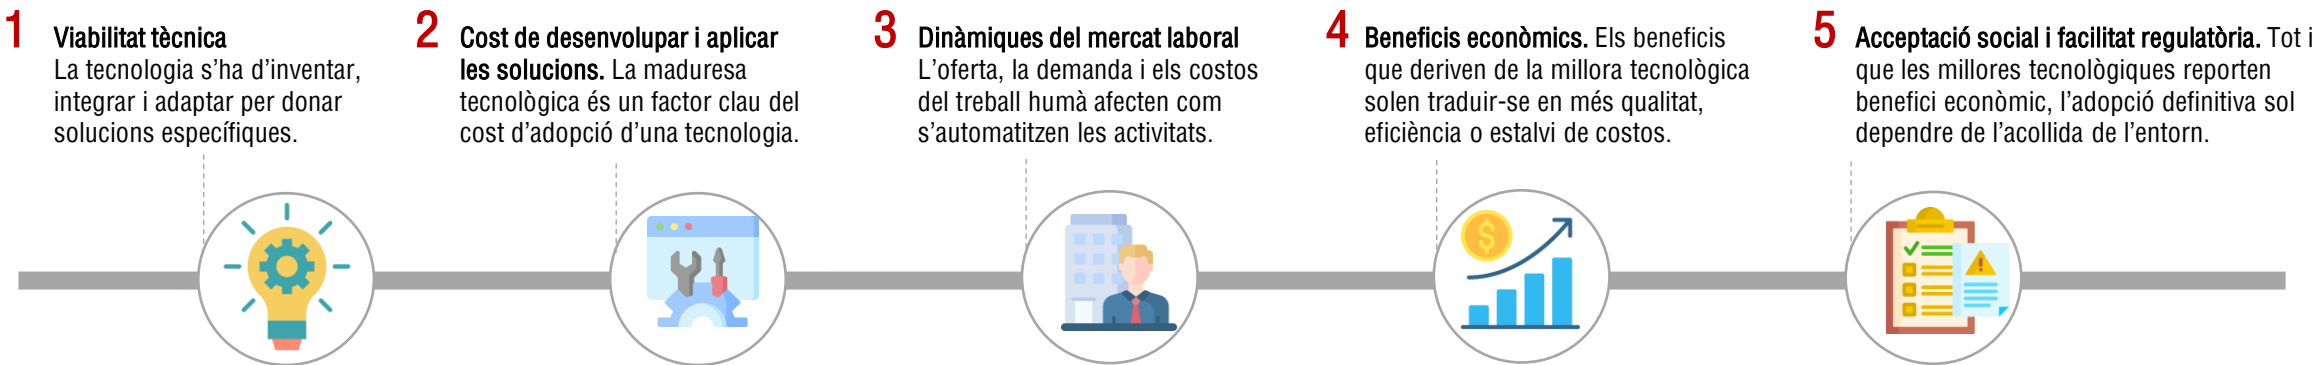 1
Viabilitat tècnica
La tecnologia s’ha d’inventar,
integrar i adaptar per donar
solucions específiques.
2
Cost de desenvolupar i aplicar
les solucions. La maduresa
tecnològica és un factor clau del
cost d’adopció d’una tecnologia.
3
Dinàmiques del mercat laboral
L’oferta, la demanda i els costos
del treball humà afecten com
s’automatitzen les activitats.
4
Beneficis econòmics. Els beneficis
que deriven de la millora tecnològica
solen traduir-se en més qualitat,
eficiència o estalvi de costos.
5
Acceptació social i facilitat regulatòria. Tot i
que les millores tecnològiques reporten
benefici econòmic, l’adopció definitiva sol
dependre de l’acollida de l’entorn.
$